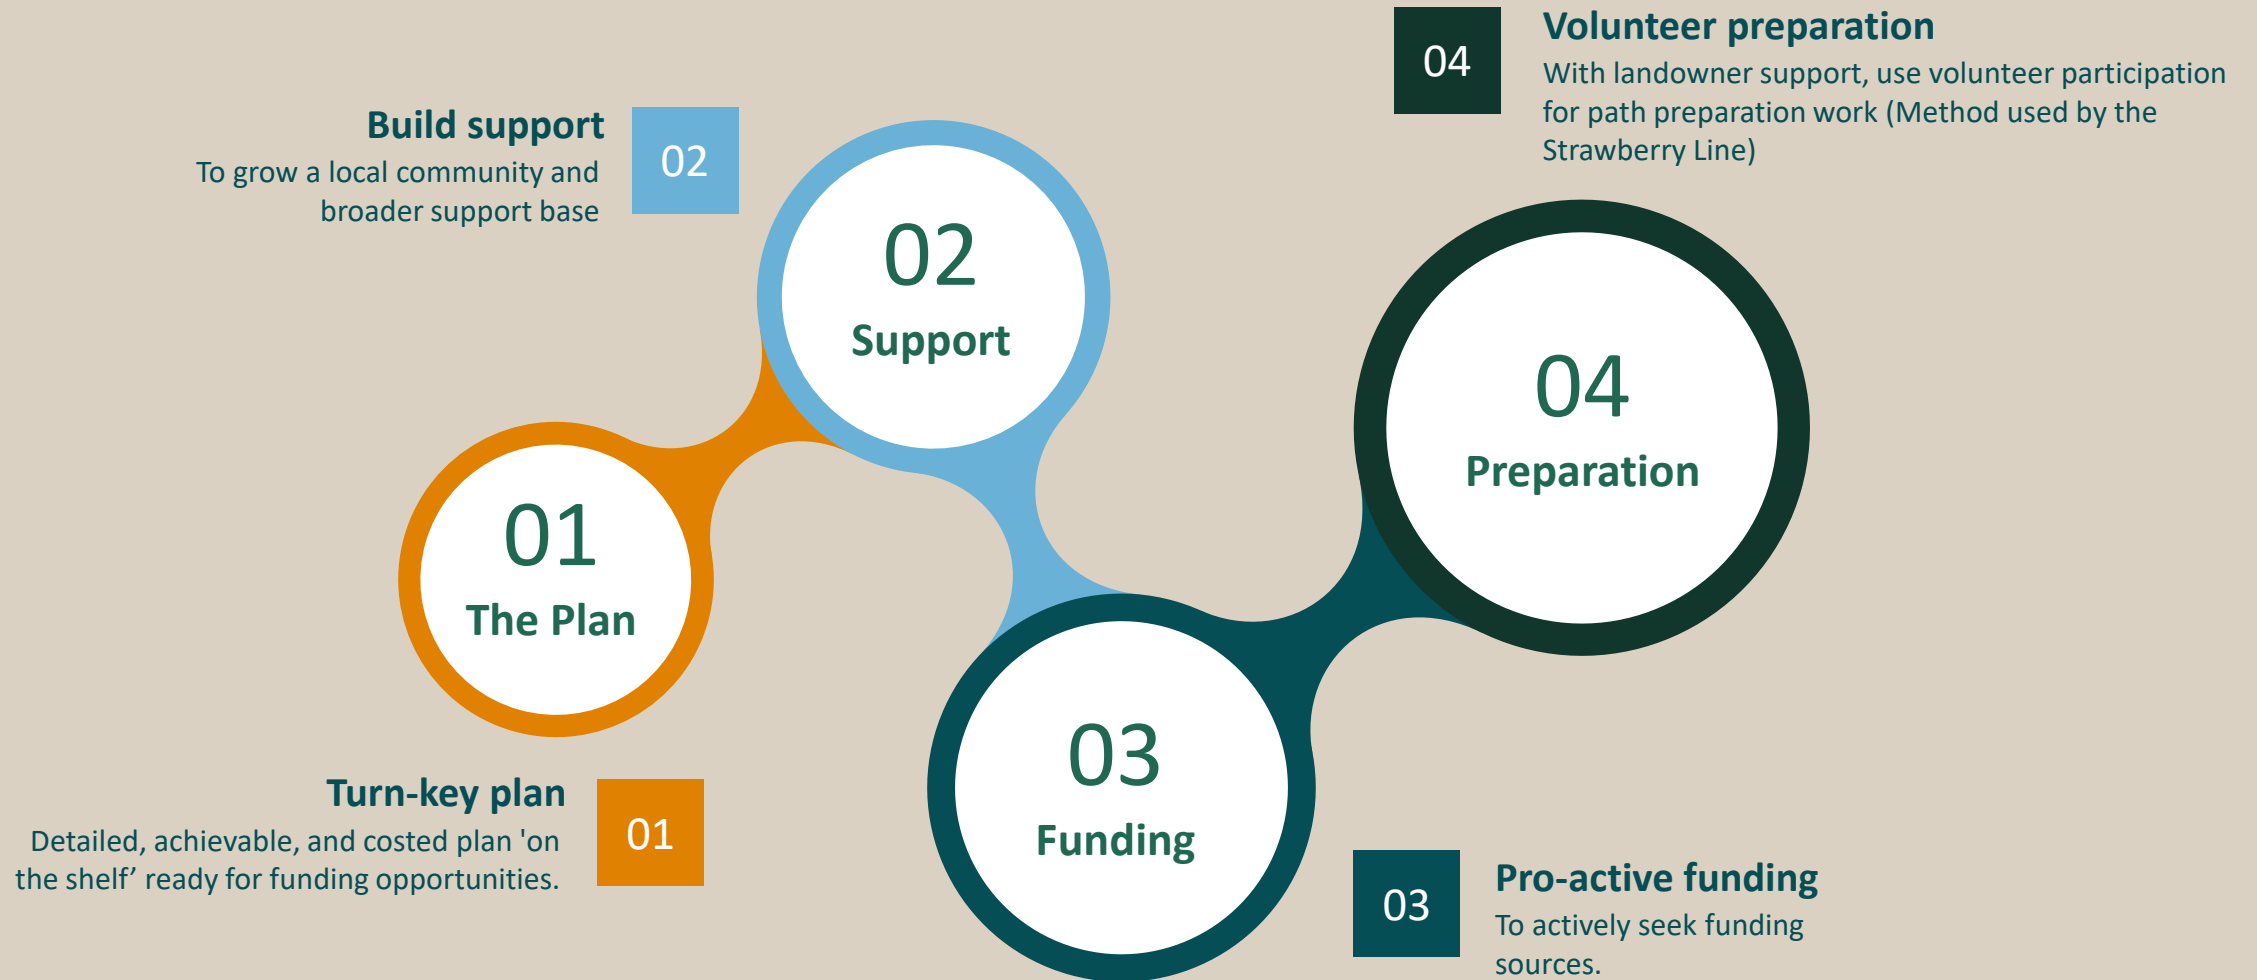 Turn-key plan
Detailed, achievable, and costed plan 'on
the shelf’ ready for funding opportunities.
01
01
The Plan
Build support
To grow a local community and
broader support base
02
02
Support
03
Funding
03
Pro-active funding
To actively seek funding
sources.
04
Volunteer preparation
With landowner support, use volunteer participation
for path preparation work (Method used by the
Strawberry Line)
04
Preparation